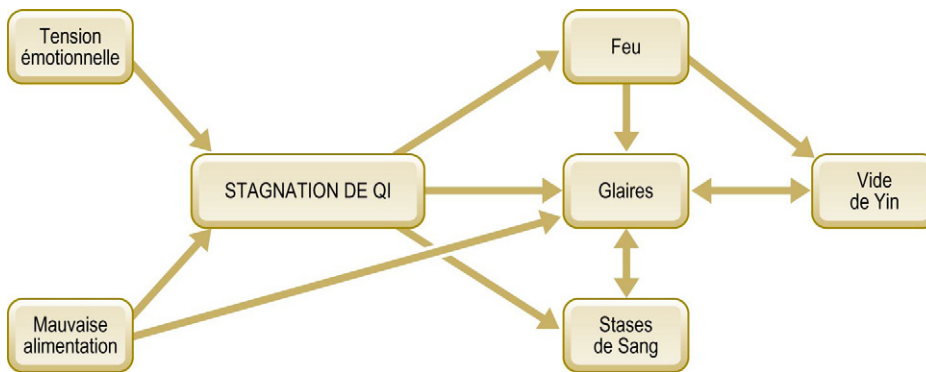 Tension
émotionnelle
Feu
STAGNATION DE QI
Glaires
Vide
de Yin
Mauvaise
alimentation
Stases
de Sang